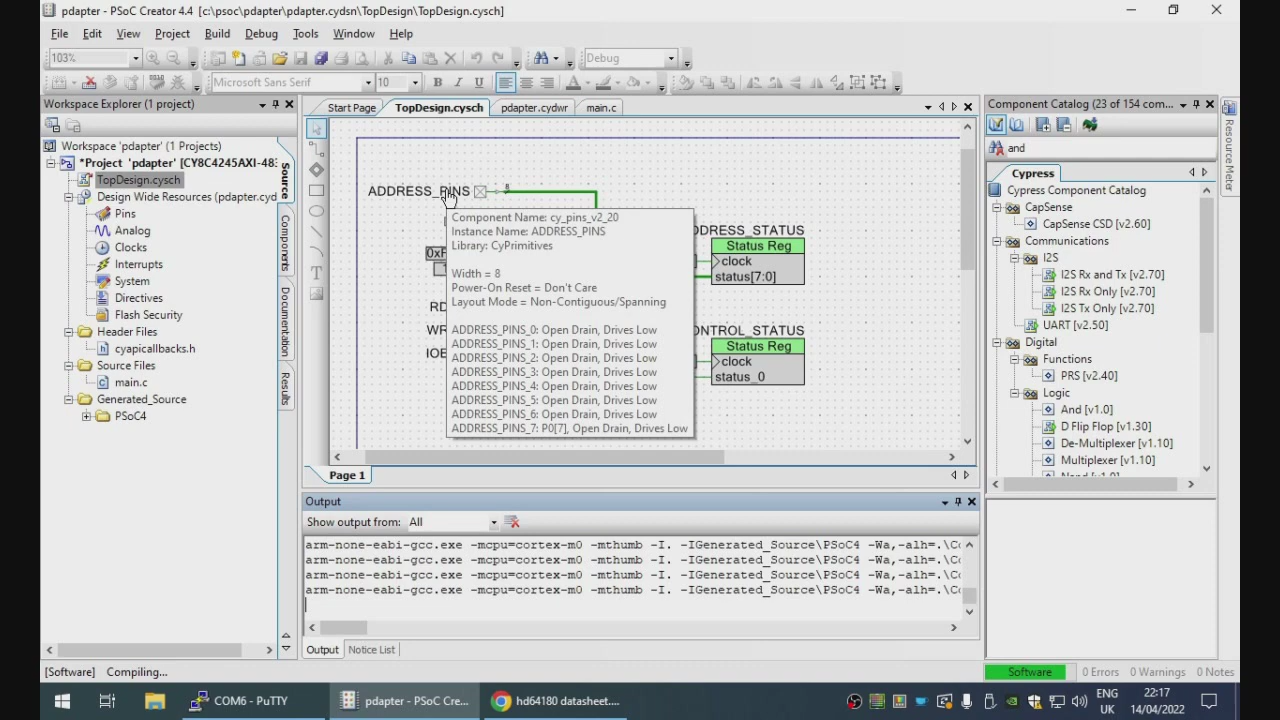 pdapter - PSoC Creator 4.4 [c:\psoc\pdapter\pdapter.cydsn\TopDesign\TopDesign.cysch]
File Edit View Project Build Debug Tools Window Help
103% Debug
Microsoft Sans Serif 10 B I U
Workspace Explorer (1 project)
Workspace 'pdapter' (1 project)
*Project 'pdapter' [CY8C4245AXI-483
TopDesign.cysch
Design Wide Resources (pdapter.cyd
Pins
Analog
Clocks
Interrupts
System
Directives
Flash Security
Header Files
cyapicallbacks.h
Source Files
main.c
Generated_Source
PSoC4
Source
Components
Documentation
Results
Start Page TopDesign.cysch pdapter.cydwr main.c
ADDRESS_PINS 8
0xF
RD
WR
IOE
Component Name: cy_pins_v2_20
Instance Name: ADDRESS_PINS
Library: CyPrimitives
Width = 8
Power-On Reset = Don't Care
Layout Mode = Non-Contiguous/Spanning
ADDRESS_PINS_0: Open Drain, Drives Low
ADDRESS_PINS_1: Open Drain, Drives Low
ADDRESS_PINS_2: Open Drain, Drives Low
ADDRESS_PINS_3: Open Drain, Drives Low
ADDRESS_PINS_4: Open Drain, Drives Low
ADDRESS_PINS_5: Open Drain, Drives Low
ADDRESS_PINS_6: Open Drain, Drives Low
ADDRESS_PINS_7: P0[7], Open Drain, Drives Low
DDRESS_STATUS
Status Reg
clock
status[7:0]
ONTROL_STATUS
Status Reg
clock
status_0
Page 1
Component Catalog (23 of 154 com...
and
Cypress
Cypress Component Catalog
CapSense
CapSense CSD [v2.60]
Communications
I2S
I2S Rx and Tx [v2.70]
I2S Rx Only [v2.70]
I2S Tx Only [v2.70]
UART [v2.50]
Digital
Functions
PRS [v2.40]
Logic
And [v1.0]
D Flip Flop [v1.30]
De-Multiplexer [v1.10]
Multiplexer [v1.10]
Resource Meter
Output
Show output from: All
arm-none-eabi-gcc.exe -mcpu=cortex-m0 -mthumb -I. -IGenerated_Source\PSoC4 -Wa,-alh=.\Co
arm-none-eabi-gcc.exe -mcpu=cortex-m0 -mthumb -I. -IGenerated_Source\PSoC4 -Wa,-alh=.\Co
arm-none-eabi-gcc.exe -mcpu=cortex-m0 -mthumb -I. -IGenerated_Source\PSoC4 -Wa,-alh=.\Co
arm-none-eabi-gcc.exe -mcpu=cortex-m0 -mthumb -I. -IGenerated_Source\PSoC4 -Wa,-alh=.\Co
Output Notice List
[Software] Compiling... Software 0 Errors 0 Warnings 0 Notes
COM6 - PuTTY pdapter - PSoC Cre... hd64180 datasheet....
ENG
UK
22:17
14/04/2022